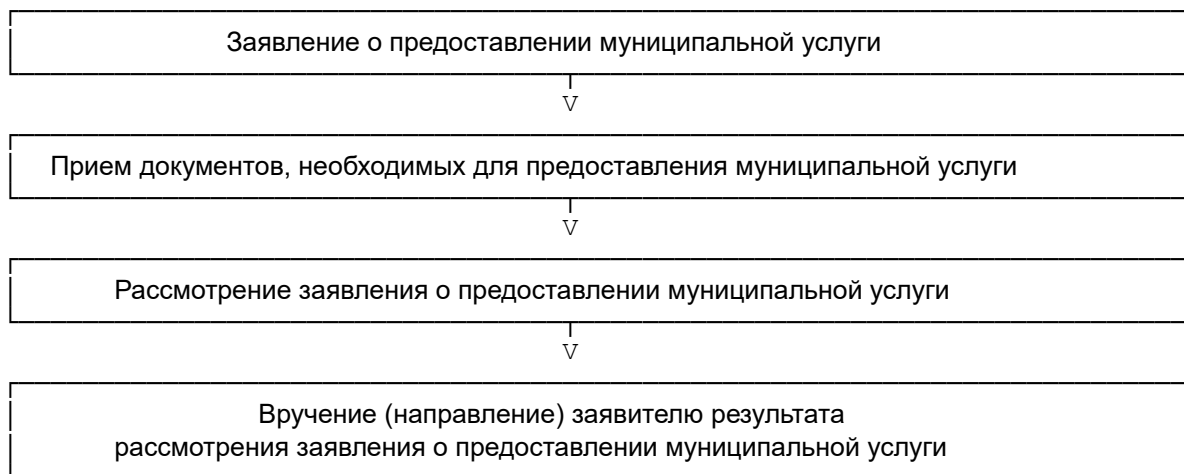 Заявление о предоставлении муниципальной услуги
V
Прием документов, необходимых для предоставления муниципальной услуги
V
Рассмотрение заявления о предоставлении муниципальной услуги
V
Вручение (направление) заявителю результата
рассмотрения заявления о предоставлении муниципальной услуги